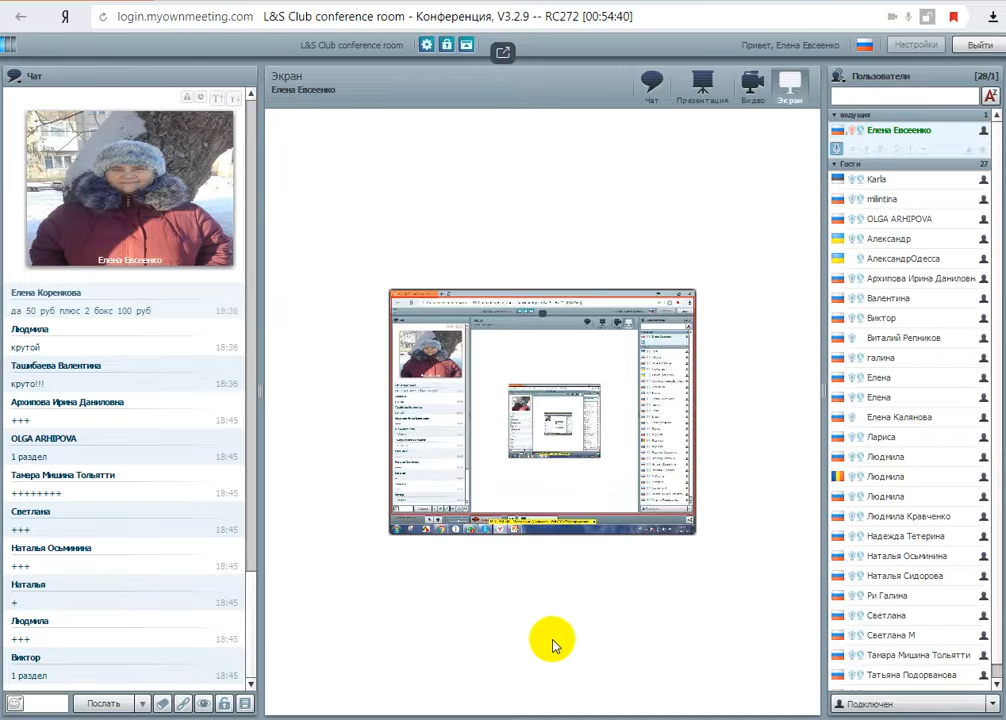 login.myownmeeting.com L&S Club conference room - Конференция, V3.2.9 -- RC272 [00:54:40]
L&S Club conference room
Привет, Елена Евсеенко
Настройки
Выйти
Чат
Елена Евсеенко
Елена Коренкова
да 50 руб плюс 2 бокс 100 руб 18:36
Людмила
крутой 18:36
Ташибаева Валентина
круто!!! 18:36
Архипова Ирина Даниловна
+++ 18:45
OLGA ARHIPOVA
1 раздел 18:45
Тамара Мишина Тольятти
++++++++ 18:45
Светлана
+++ 18:45
Наталья Осьминина
+++ 18:45
Наталья
+ 18:45
Людмила
+++ 18:45
Виктор
1 раздел 18:45
Послать
Экран
Елена Евсеенко
Чат
Презентация
Видео
Экран
Пользователи [28/1]
ведущих 1
Елена Евсеенко
Гости 27
Karla
milintina
OLGA ARHIPOVA
Александр
АлександрОдесса
Архипова Ирина Даниловн
Валентина
Виктор
Виталий Репников
галина
Елена
Елена
Елена Калянова
Лариса
Людмила
Людмила
Людмила
Людмила Кравченко
Надежда Тетерина
Наталья Осьминина
Наталья Сидорова
Ри Галина
Светлана
Светлана М
Тамара Мишина Тольятти
Татьяна Подорванова
Подключен